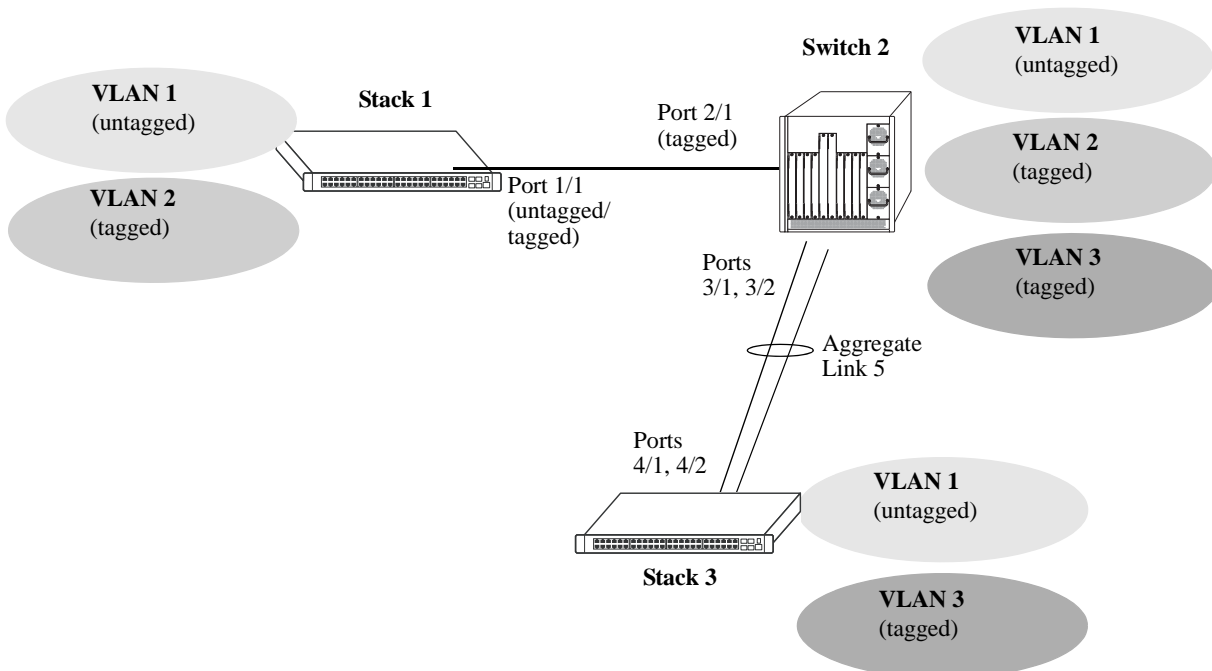 VLAN 1
(untagged)
VLAN 2
(tagged)
Stack 1
Port 1/1
(untagged/
tagged)
Port 2/1
(tagged)
Switch 2
VLAN 1
(untagged)
VLAN 2
(tagged)
VLAN 3
(tagged)
Ports
3/1, 3/2
Aggregate
Link 5
Ports
4/1, 4/2
Stack 3
VLAN 1
(untagged)
VLAN 3
(tagged)